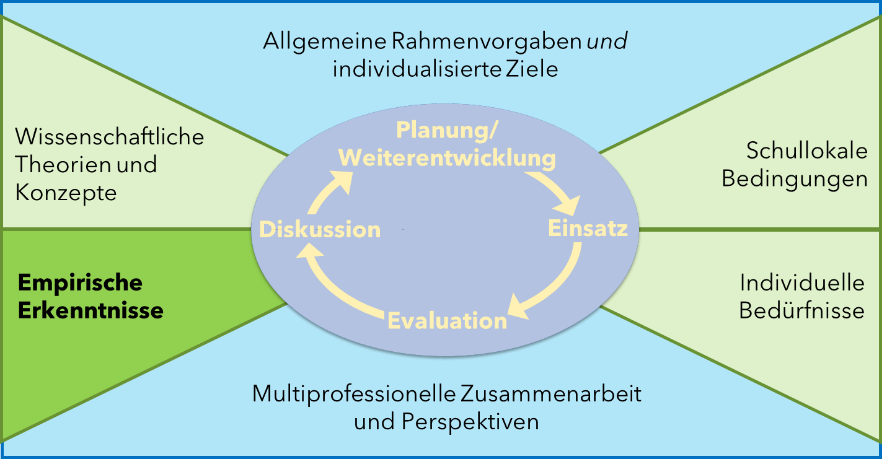 Allgemeine Rahmenvorgaben und
individualisierte Ziele
Wissenschaftliche
Theorien und
Konzepte
Planung/
Weiterentwicklung
Schullokale
Bedingungen
Diskussion
Einsatz
Empirische
Erkenntnisse
Individuelle
Bedürfnisse
Evaluation
Multiprofessionelle Zusammenarbeit
und Perspektiven